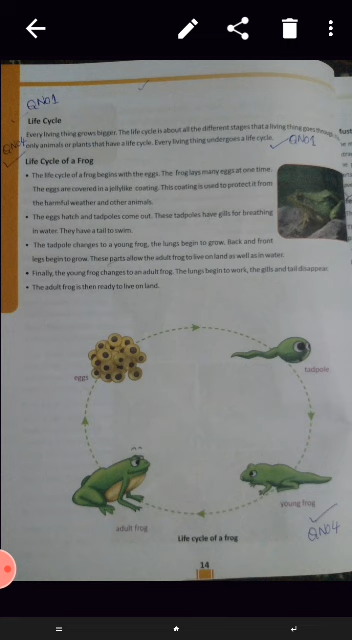 QNo1
Life Cycle
Every living thing grows bigger. The life cycle is about all the different stages that a living thing goes through
QNo4 only animals or plants that have a life cycle. Every living thing undergoes a life cycle. QNo1
Life Cycle of a Frog
• The life cycle of a frog begins with the eggs. The frog lays many eggs at one time.
The eggs are covered in a jellylike coating. This coating is used to protect it from
the harmful weather and other animals.
• The eggs hatch and tadpoles come out. These tadpoles have gills for breathing
in water. They have a tail to swim.
• The tadpole changes to a young frog, the lungs begin to grow. Back and front
legs begin to grow. These parts allow the adult frog to live on land as well as in water.
• Finally, the young frog changes to an adult frog. The lungs begin to work, the gills and tail disappear.
• The adult frog is then ready to live on land.
eggs
tadpole
young frog
adult frog
QNo4
Life cycle of a frog
14